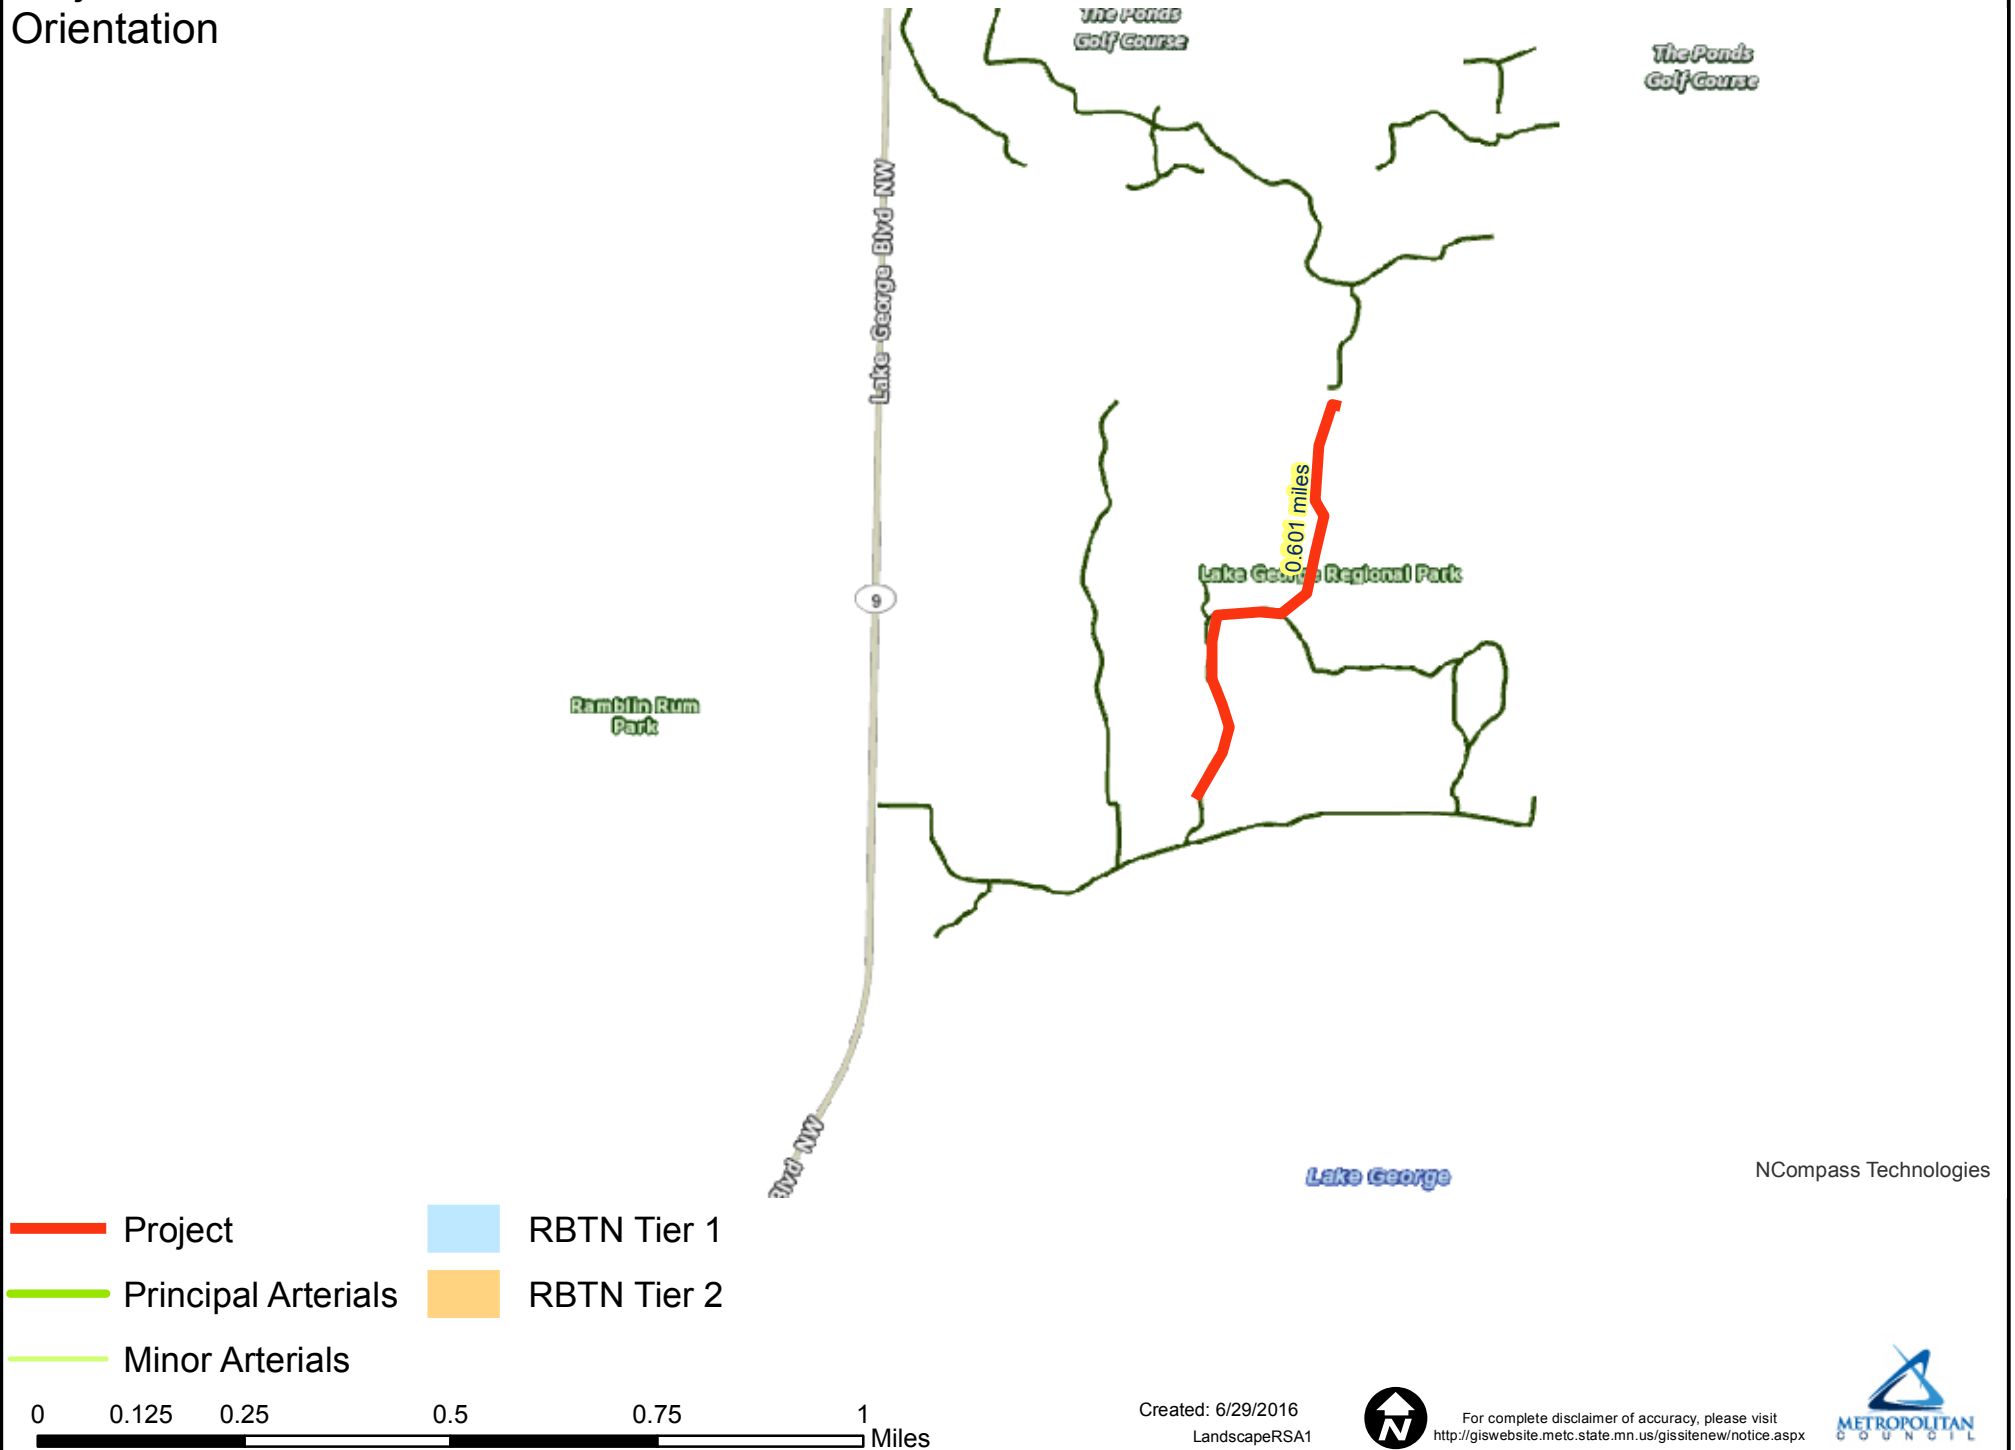 Orientation
The Ponds
Golf Course
The Ponds
Golf Course
Lake George Blvd NW
0.601 miles
Lake George Regional Park
9
Ramblin Rum
Park
Blvd NW
Lake George
NCompass Technologies
Project
RBTN Tier 1
Principal Arterials
RBTN Tier 2
Minor Arterials
0 0.125 0.25 0.5 0.75 1
Miles
Created: 6/29/2016
LandscapeRSA1
N
For complete disclaimer of accuracy, please visit
http://giswebsite.metc.state.mn.us/gissitenew/notice.aspx
METROPOLITAN
COUNCIL